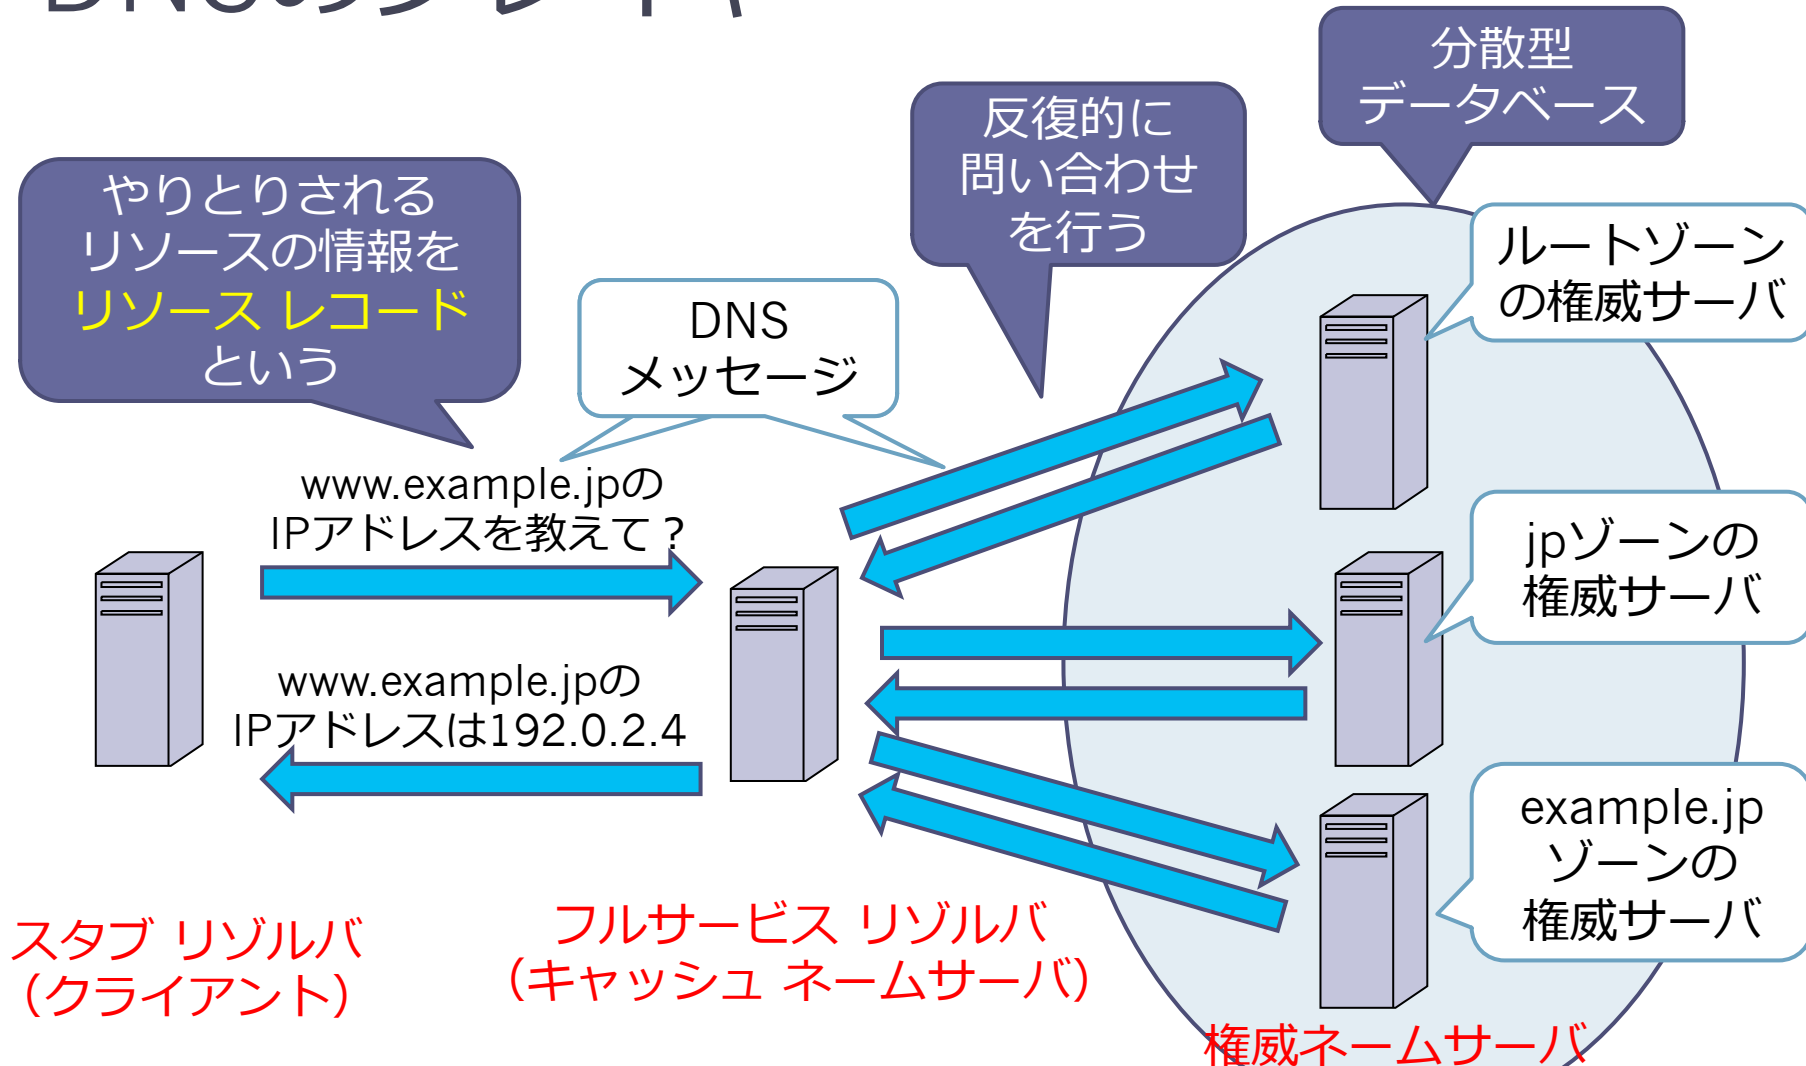 DNSのプレイヤ
分散型
データベース
反復的に
問い合わせ
を行う
やりとりされる
リソースの情報を
リソース レコード
という
DNS
メッセージ
ルートゾーン
の権威サーバ
www.example.jpの
IPアドレスを教えて？
jpゾーンの
権威サーバ
www.example.jpの
IPアドレスは192.0.2.4
example.jp
ゾーンの
権威サーバ
スタブ リゾルバ
（クライアント）
フルサービス リゾルバ
（キャッシュ ネームサーバ）
権威ネームサーバ